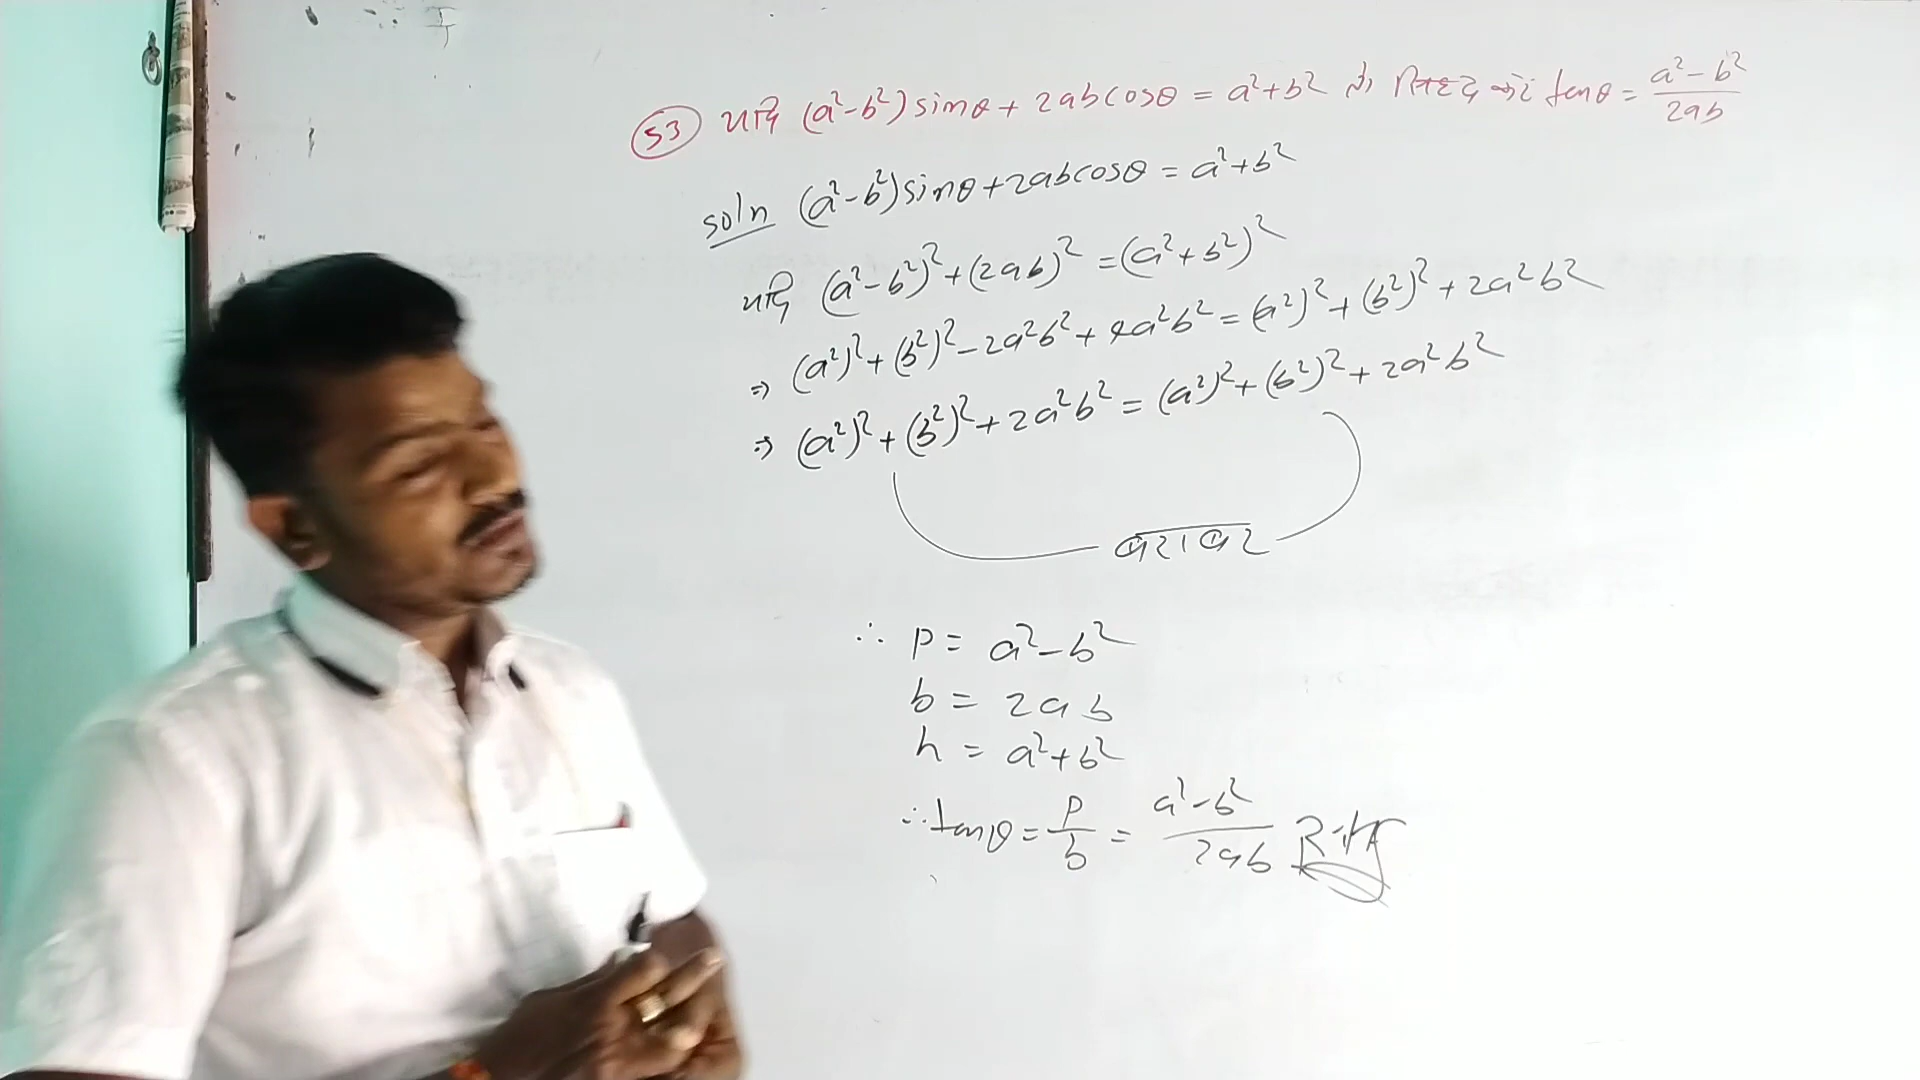 53 यदि (a²-b²) sinθ + 2ab cosθ = a²+b² तो सिद्ध करें tanθ = \frac{a²-b²}{2ab}
soln (a²-b²) sinθ + 2ab cosθ = a²+b²
यदि (a²-b²)² + (2ab)² = (a²+b²)²
⇒ (a²)² + (b²)² - 2a²b² + 4a²b² = (a²)² + (b²)² + 2a²b²
⇒ (a²)² + (b²)² + 2a²b² = (a²)² + (b²)² + 2a²b²
बराबर
∴ P = a²-b²
b = 2ab
h = a²+b²
∴ tanθ = \frac{P}{b} = \frac{a²-b²}{2ab}